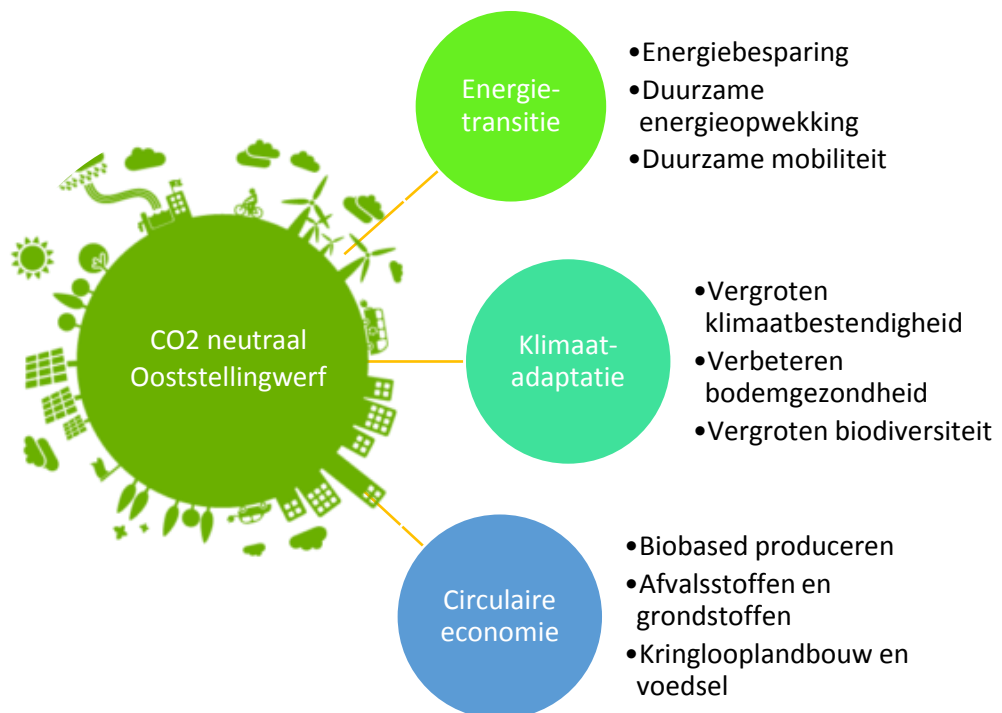 CO2 neutraal
Ooststellingwerf
Energie-
transitie
•Energiebesparing
•Duurzame
energieopwekking
•Duurzame mobiliteit
Klimaat-
adaptatie
•Vergroten
klimaatbestendigheid
•Verbeteren
bodemgezondheid
•Vergroten biodiversiteit
Circulaire
economie
•Biobased produceren
•Afvalsstoffen en
grondstoffen
•Kringlooplandbouw en
voedsel